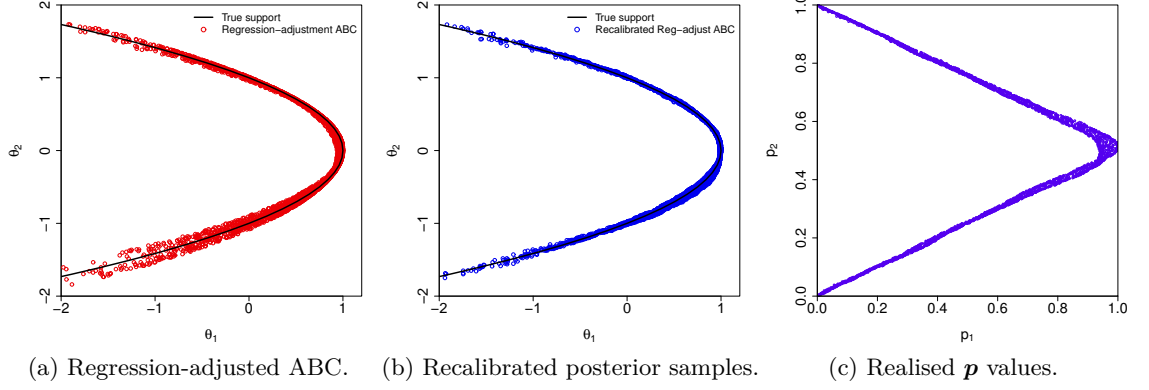 2
1
0
−1
−2
θ2
True support
Regression−adjustment ABC
−2 −1 0 1
θ1
2
1
0
−1
−2
θ2
True support
Recalibrated Reg−adjust ABC
−2 −1 0 1
θ1
1.0
0.8
0.6
0.4
0.2
0.0
p2
0.0 0.2 0.4 0.6 0.8 1.0
p1
(a) Regression-adjusted ABC.
(b) Recalibrated posterior samples.
(c) Realised p values.